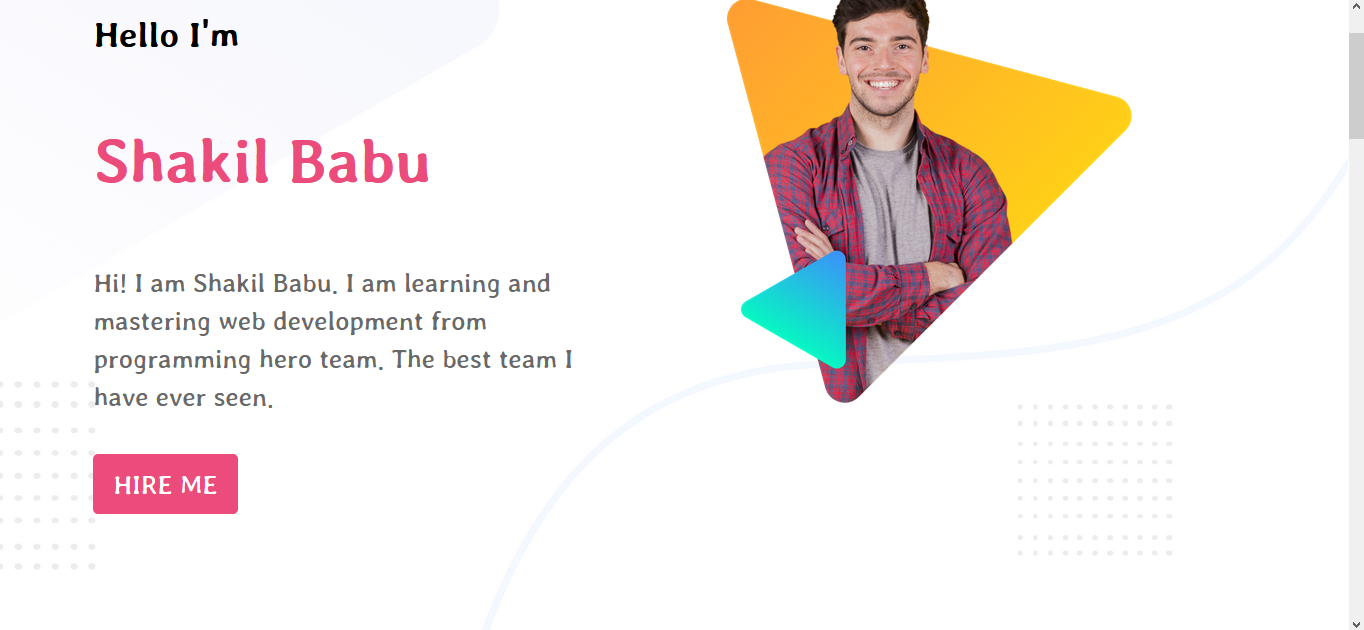 Hello I'm
Shakil Babu
Hi! I am Shakil Babu. I am learning and
mastering web development from
programming hero team. The best team I
have ever seen.
HIRE ME